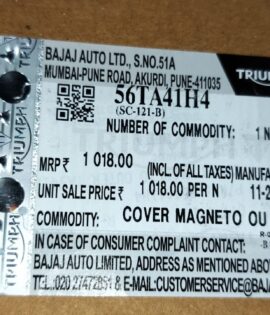 BAJAJ AUTO LTD., S.NO.51A
MUMBAI-PUNE ROAD, AKURDI, PUNE-411035
TRIUMPH
56TA41H4
(SC-121-B)
NUMBER OF COMMODITY: 1 N
MRP ₹ 1 018.00 (INCL.OF ALL TAXES) MANUFA
UNIT SALE PRICE ₹ 1 018.00 PER N 11-2
COMMODITY: COVER MAGNETO OU
IN CASE OF CONSUMER COMPLAINT CONTACT: -B
BAJAJ AUTO LIMITED, ADDRESS AS MENTIONED ABOV
TEL.:020 27472851 & E-MAIL:CUSTOMERSERVICE@BAJA
TRIUMPH
TRIUMPH